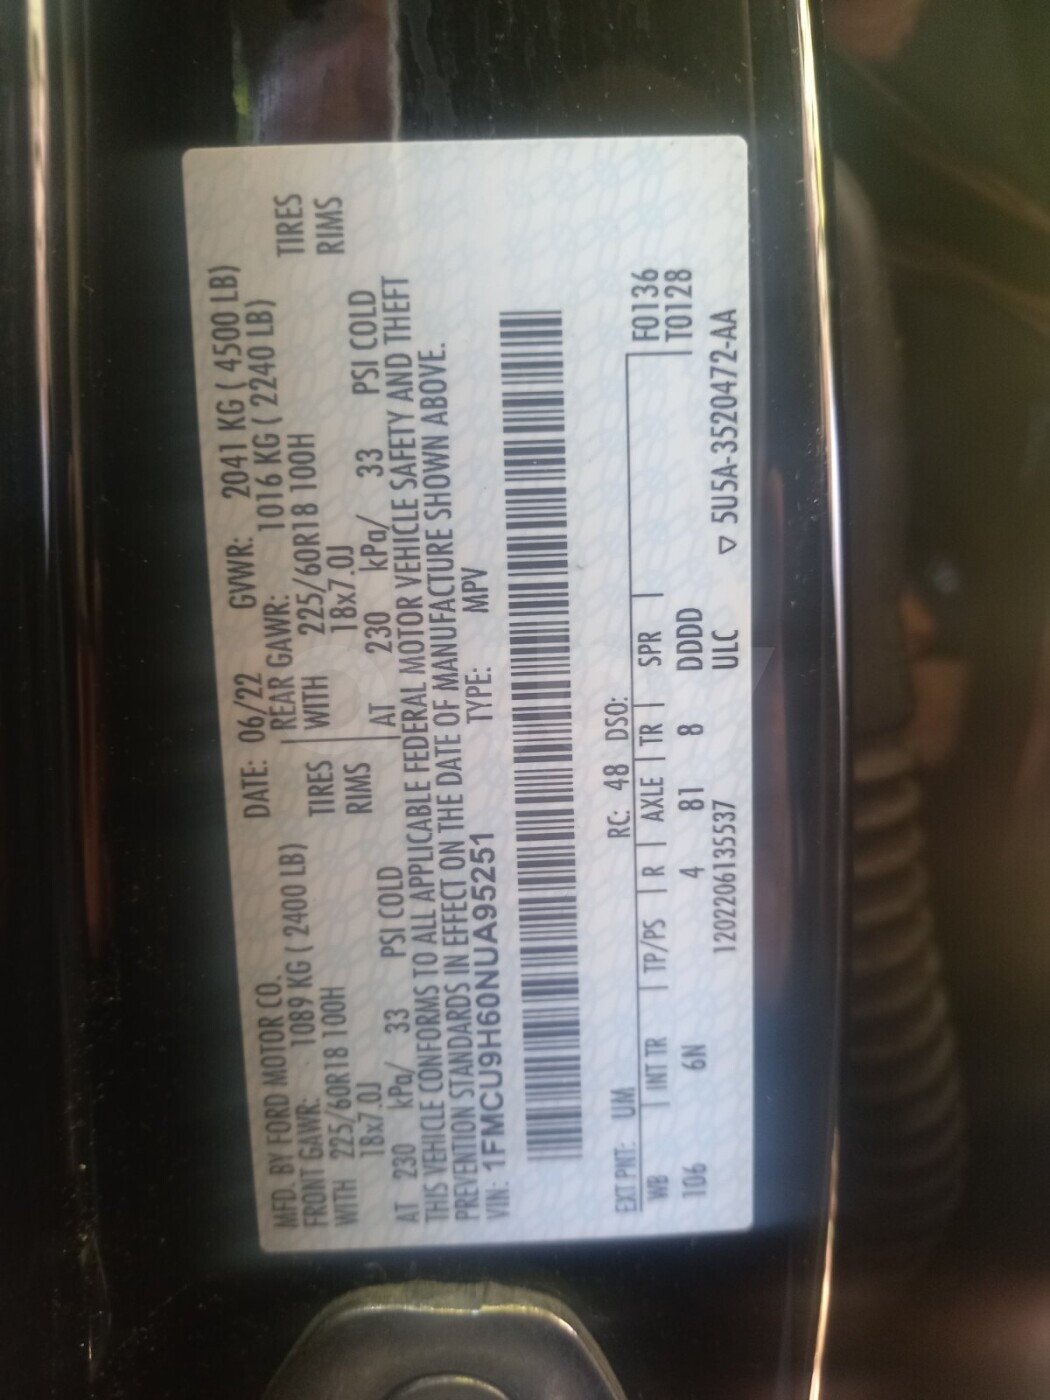 MFD. BY FORD MOTOR CO. DATE: 06/22 GVWR: 2041 KG ( 4500 LB)
FRONT GAWR: 1089 KG ( 2400 LB) REAR GAWR: 1016 KG ( 2240 LB)
WITH 225/60R18 100H TIRES WITH 225/60R18 100H TIRES
18x7.0J RIMS 18x7.0J RIMS
AT 230 kPa/ 33 PSI COLD AT 230 kPa/ 33 PSI COLD
THIS VEHICLE CONFORMS TO ALL APPLICABLE FEDERAL MOTOR VEHICLE SAFETY AND THEFT
PREVENTION STANDARDS IN EFFECT ON THE DATE OF MANUFACTURE SHOWN ABOVE.
VIN: 1FMCU9H60NUA95251 TYPE: MPV
EXT PNT: UM RC: 48 DSO:
WB INT TR TP/PS R AXLE TR SPR F0136
106 6N 4 81 8 DDDD T0128
120220613553​7 ULC ▽ 5U5A-3520472-AA